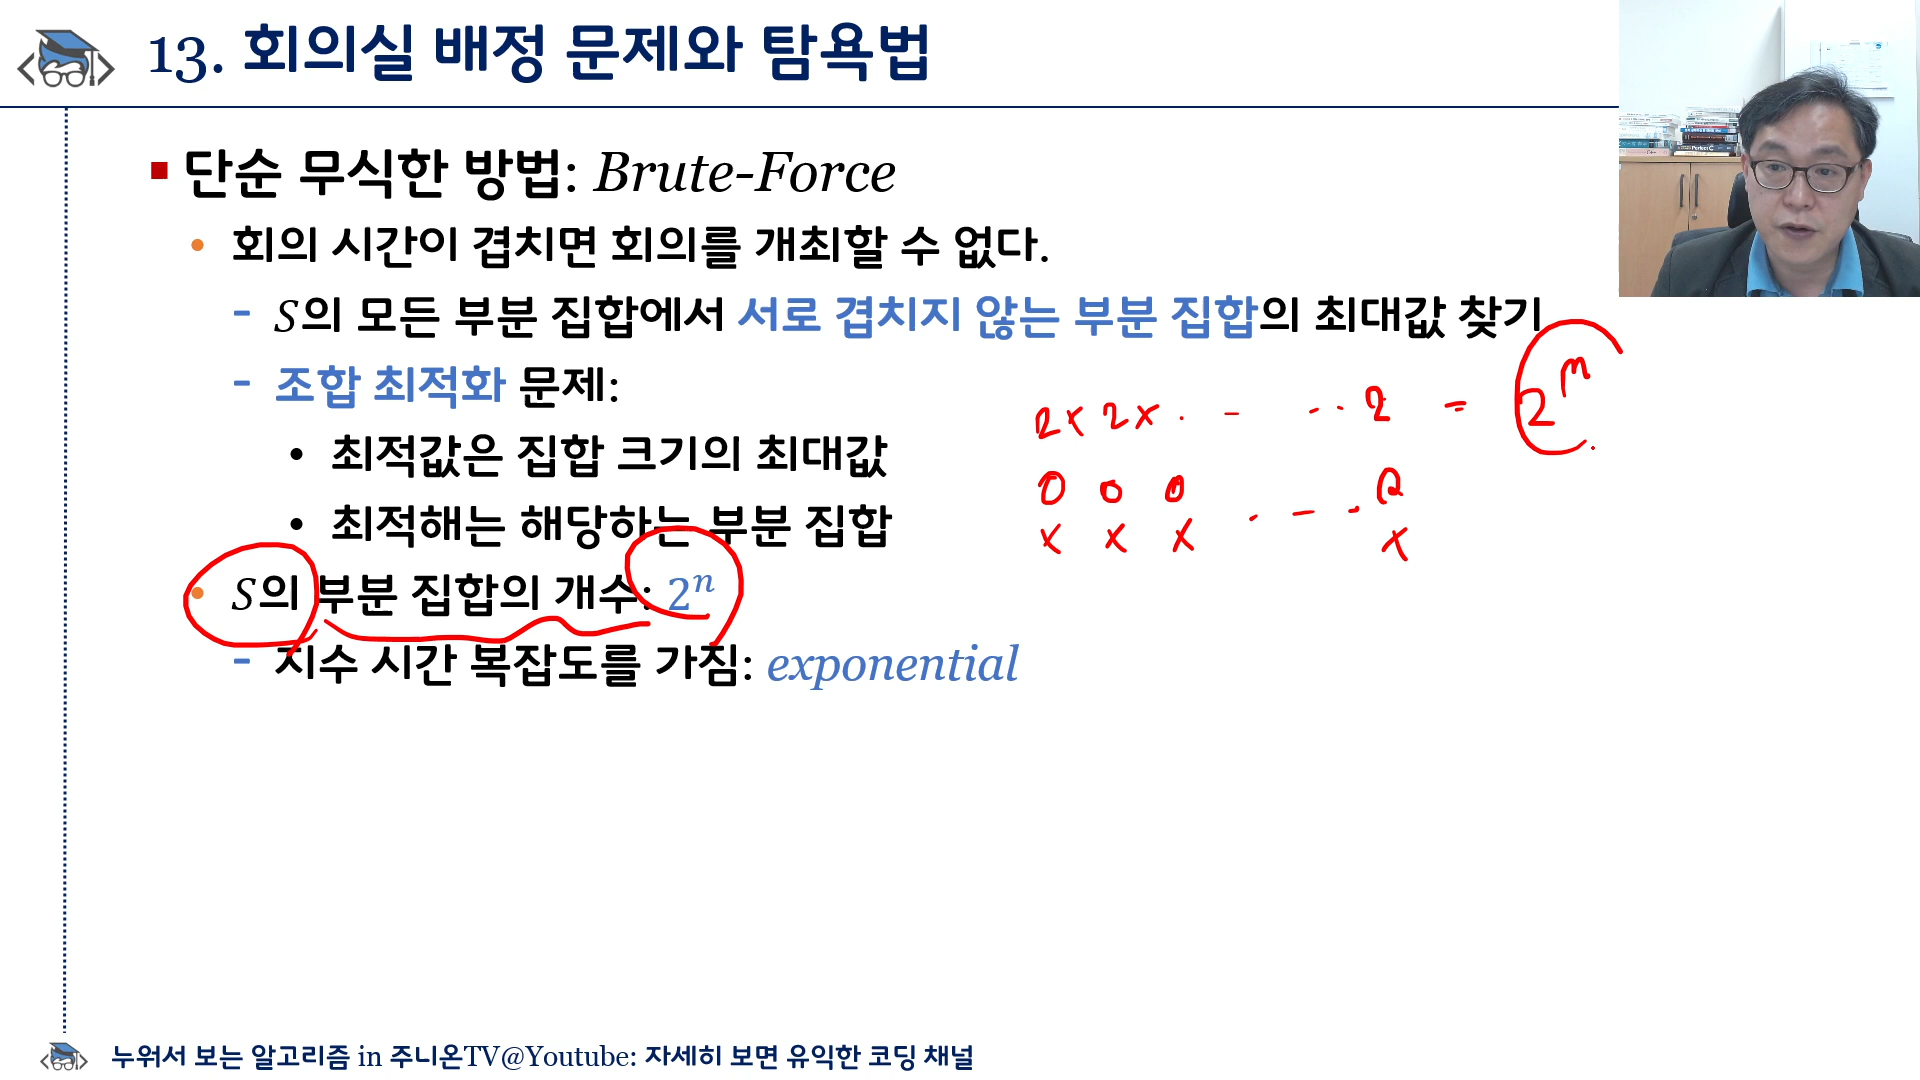 13. 회의실 배정 문제와 탐욕법
단순 무식한 방법: Brute-Force
회의 시간이 겹치면 회의를 개최할 수 없다.
- S의 모든 부분 집합에서 서로 겹치지 않는 부분 집합의 최대값 찾기
- 조합 최적화 문제:
• 최적값은 집합 크기의 최대값
• 최적해는 해당하는 부분 집합
• S의 부분 집합의 개수: 2ⁿ
- 지수 시간 복잡도를 가짐: exponential
2 x 2 x . - . . 2 = 2ⁿ
O O O . - . O
X X X X
누워서 보는 알고리즘 in 주니온TV@Youtube: 자세히 보면 유익한 코딩 채널